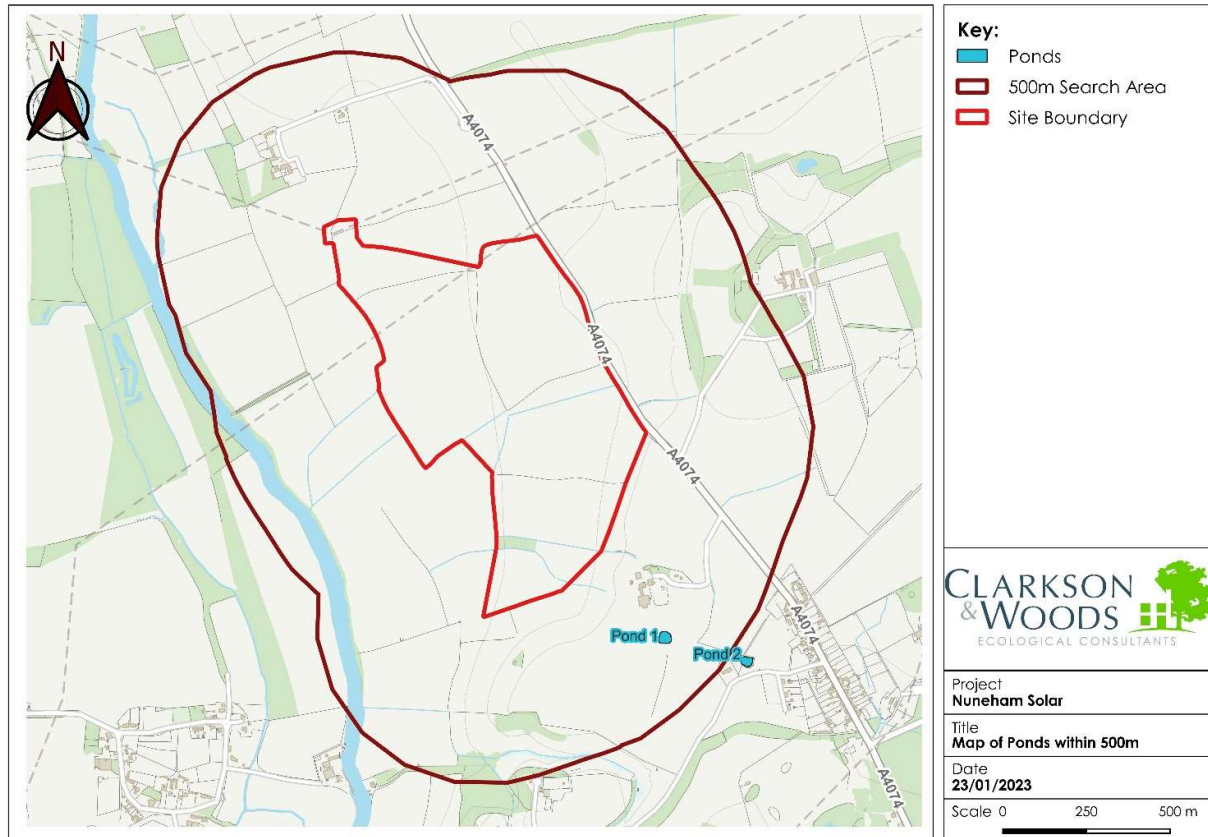 N
A4074
A4074
A4074
A4074
A4074
Pond 1
Pond 2
Key:
Ponds
500m Search Area
Site Boundary
CLARKSON
& WOODS
ECOLOGICAL CONSULTANTS
Project
Nuneham Solar
Title
Map of Ponds within 500m
Date
23/01/2023
Scale 0 250 500 m